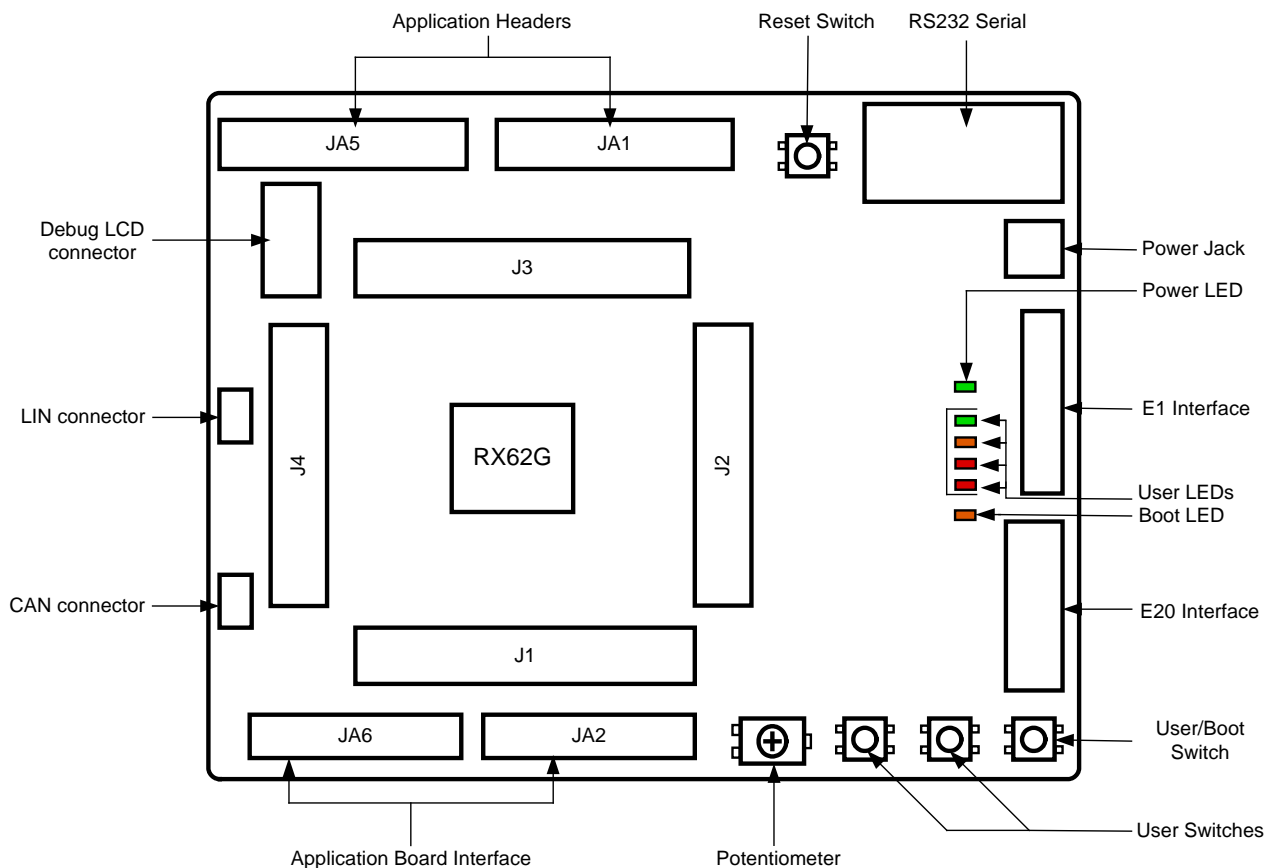 Application Headers
Reset Switch
RS232 Serial
JA5
JA1
Debug LCD
connector
J3
Power Jack
Power LED
LIN connector
E1 Interface
RX62G
J4
J2
User LEDs
Boot LED
CAN connector
E20 Interface
J1
JA6
JA2
User/Boot
Switch
User Switches
Application Board Interface
Potentiometer